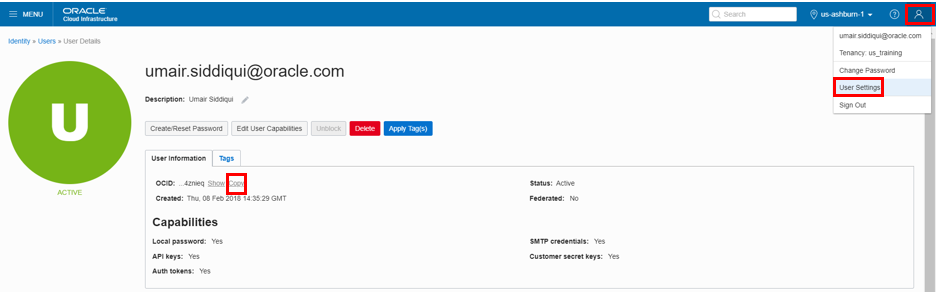 MENU
ORACLE
Cloud Infrastructure
Search
us-ashburn-1
Identity » Users » User Details
umair.siddiqui@oracle.com
Tenancy: us_training
Change Password
User Settings
Sign Out
U
ACTIVE
umair.siddiqui@oracle.com
Description: Umair Siddiqui
Create/Reset Password Edit User Capabilities Unblock Delete Apply Tag(s)
User Information Tags
OCID: ...4znieq Show Copy Status: Active
Created: Thu, 08 Feb 2018 14:35:29 GMT Federated: No
Capabilities
Local password: Yes SMTP credentials: Yes
API keys: Yes Customer secret keys: Yes
Auth tokens: Yes